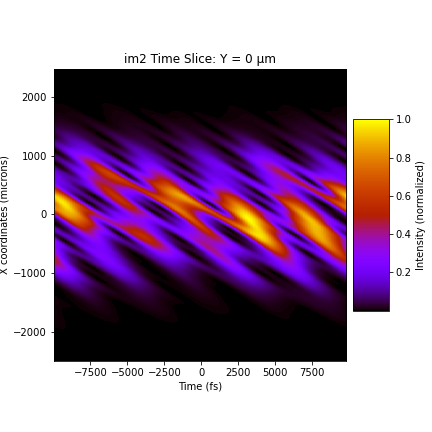 im2 Time Slice: Y = 0 μm
2000
1000
0
−1000
−2000
X coordinates (microns)
−7500 −5000 −2500 0 2500 5000 7500
Time (fs)
1.0
0.8
0.6
0.4
0.2
Intensity (normalized)